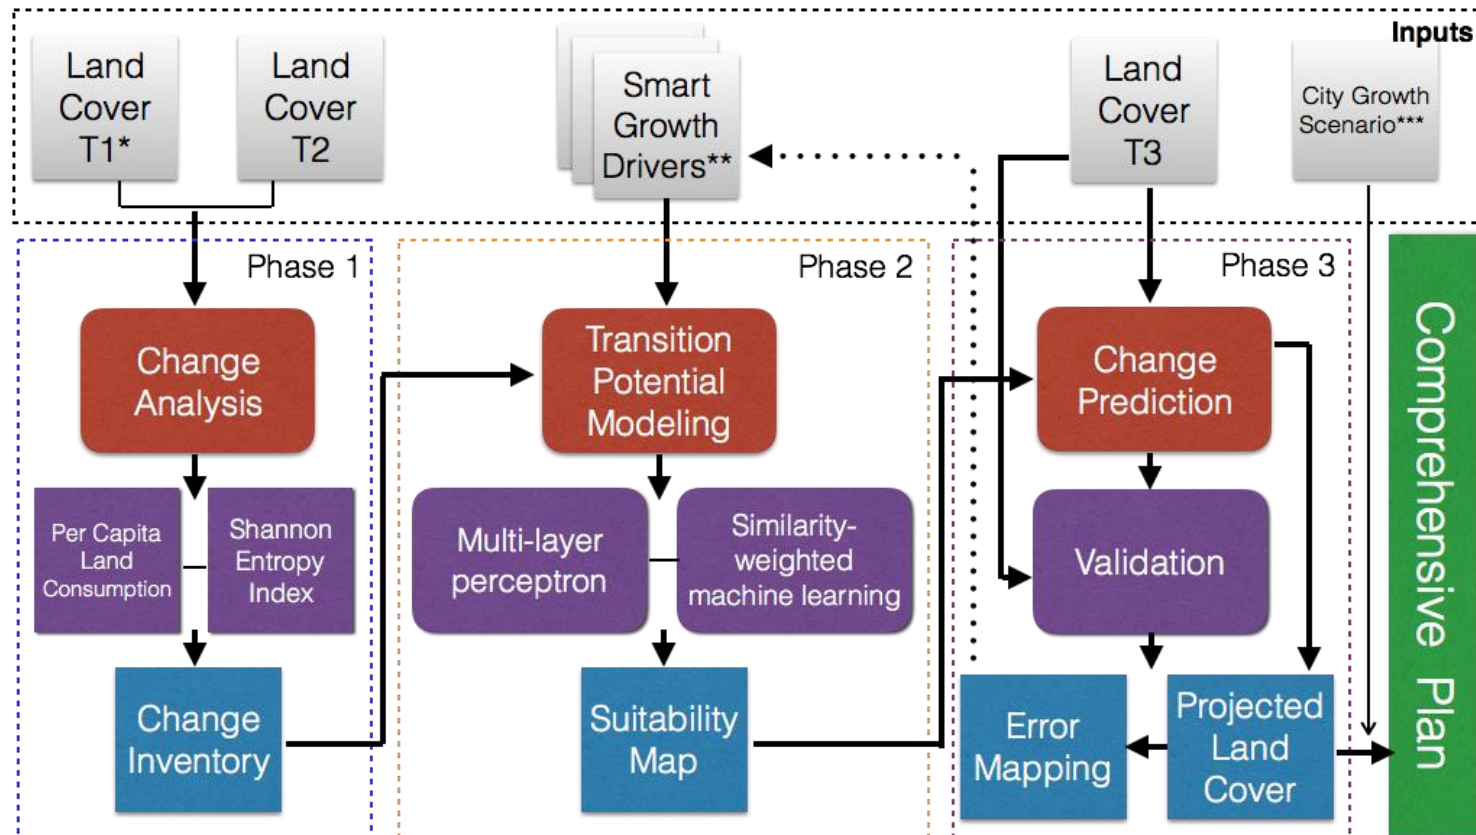 Inputs
Land
Cover
T1*
Land
Cover
T2
Smart
Growth
Drivers**
Land
Cover
T3
City Growth
Scenario***
Phase 1
Change
Analysis
Per Capita
Land
Consumption
Shannon
Entropy
Index
Change
Inventory
Phase 2
Transition
Potential
Modeling
Multi-layer
perceptron
Similarity-
weighted
machine learning
Suitability
Map
Phase 3
Change
Prediction
Validation
Error
Mapping
Projected
Land
Cover
Comprehensive Plan